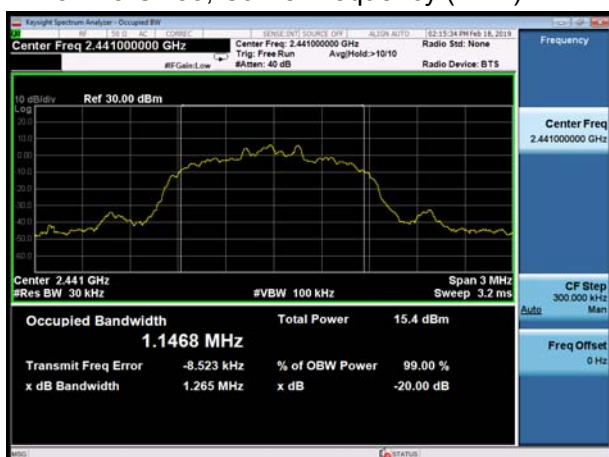 Keysight Spectrum Analyzer - Occupied BW
RF 50 Ω AC CORREC SENSE:INT SOURCE OFF ALIGN AUTO 02:15:34 PM Feb 18, 2019
Center Freq 2.441000000 GHz
Center Freq: 2.441000000 GHz Radio Std: None
Trig: Free Run Avg|Hold:>10/10
#IFGain:Low #Atten: 40 dB Radio Device: BTS
Frequency
10 dB/div Ref 30.00 dBm
Log
20.0
10.0
0.00
-10.0
-20.0
-30.0
-40.0
-50.0
-60.0
Center 2.441 GHz Span 3 MHz
#Res BW 30 kHz #VBW 100 kHz Sweep 3.2 ms
Occupied Bandwidth Total Power 15.4 dBm
1.1468 MHz
Transmit Freq Error -8.523 kHz % of OBW Power 99.00 %
x dB Bandwidth 1.265 MHz x dB -20.00 dB
Center Freq
2.441000000 GHz
CF Step
300.000 kHz
Auto Man
Freq Offset
0 Hz
MSG STATUS